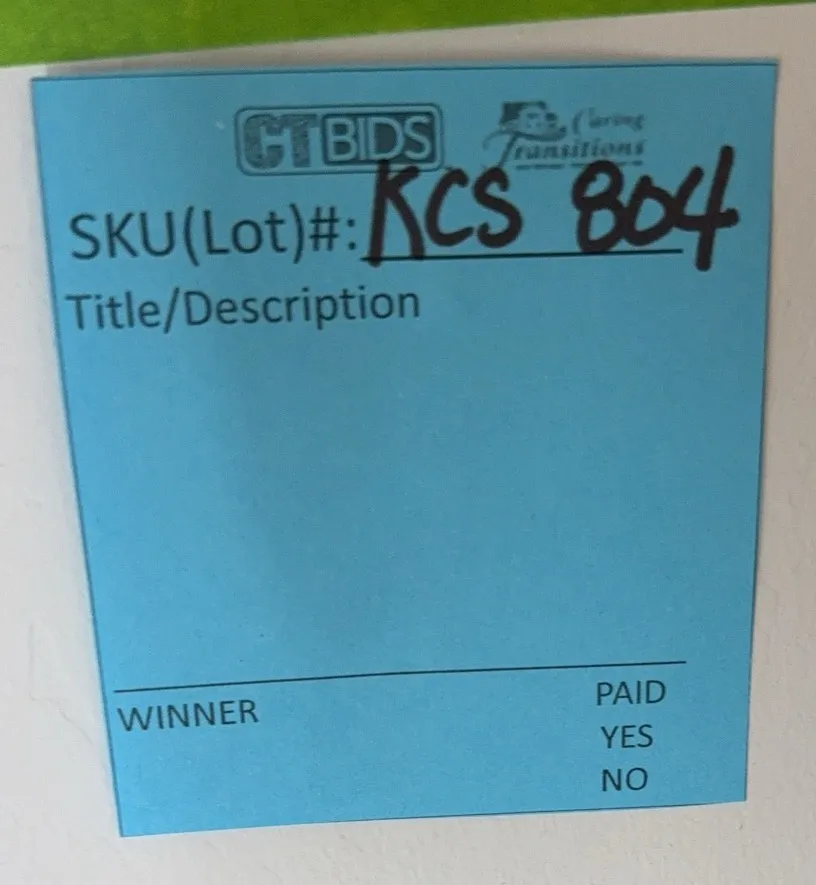 CTBIDS Caring Transitions
SKU(Lot)#: KCS 804
Title/Description
WINNER PAID
YES
NO